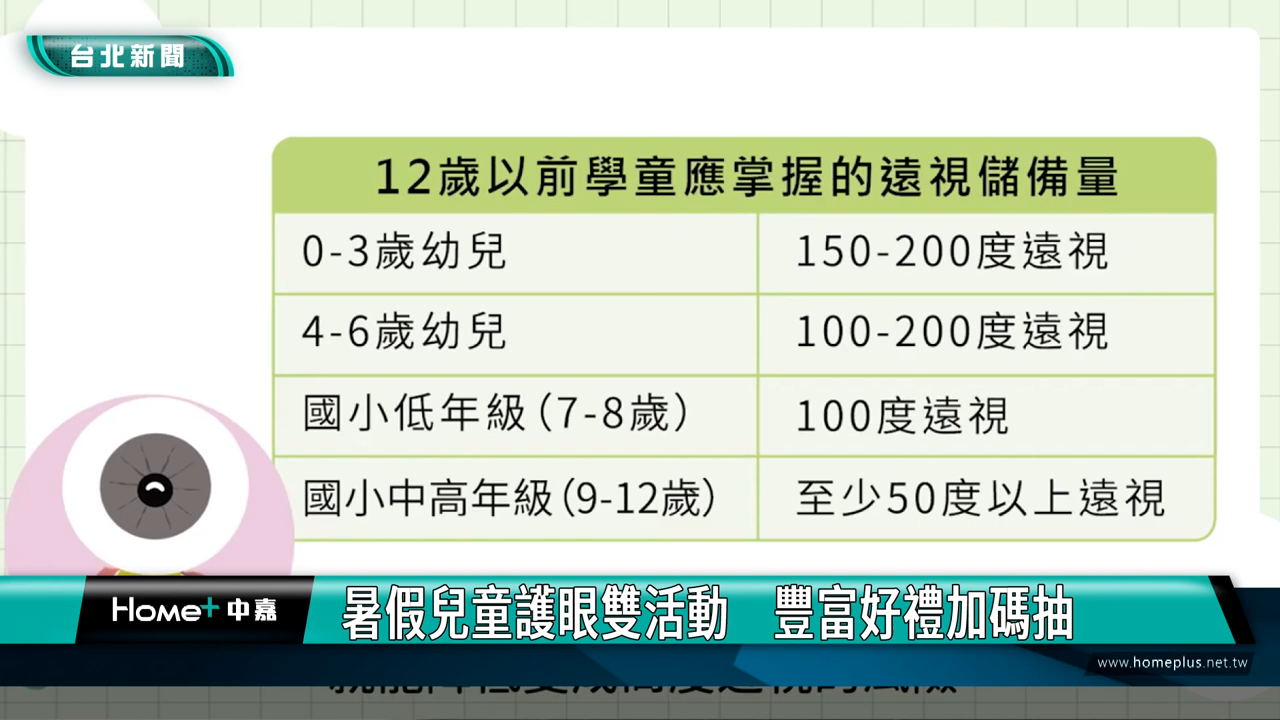 台北新聞
12歲以前學童應掌握的遠視儲備量
0-3歲幼兒 150-200度遠視
4-6歲幼兒 100-200度遠視
國小低年級(7-8歲) 100度遠視
國小中高年級(9-12歲) 至少50度以上遠視
Home+中嘉 暑假兒童護眼雙活動 豐富好禮加碼抽
www.homeplus.net.tw